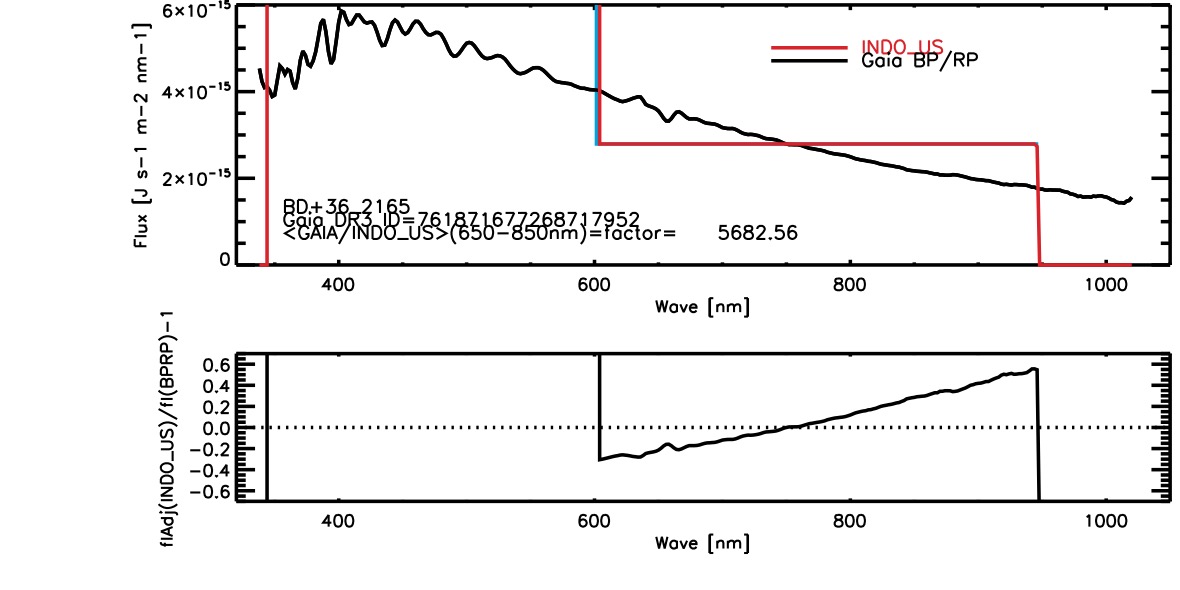 6×10−15
4×10−15
2×10−15
0
Flux [J s−1 m−2 nm−1]
INDO_US
Gaia BP/RP
BD+36_2165
Gaia DR3 ID=761871677268717952
<GAIA/INDO_US>(650−850nm)=factor= 5682.56
400 600 800 1000
Wave [nm]
flAdj(INDO_US)/fl(BPRP)−1
0.6
0.4
0.2
0.0
−0.2
−0.4
−0.6
400 600 800 1000
Wave [nm]